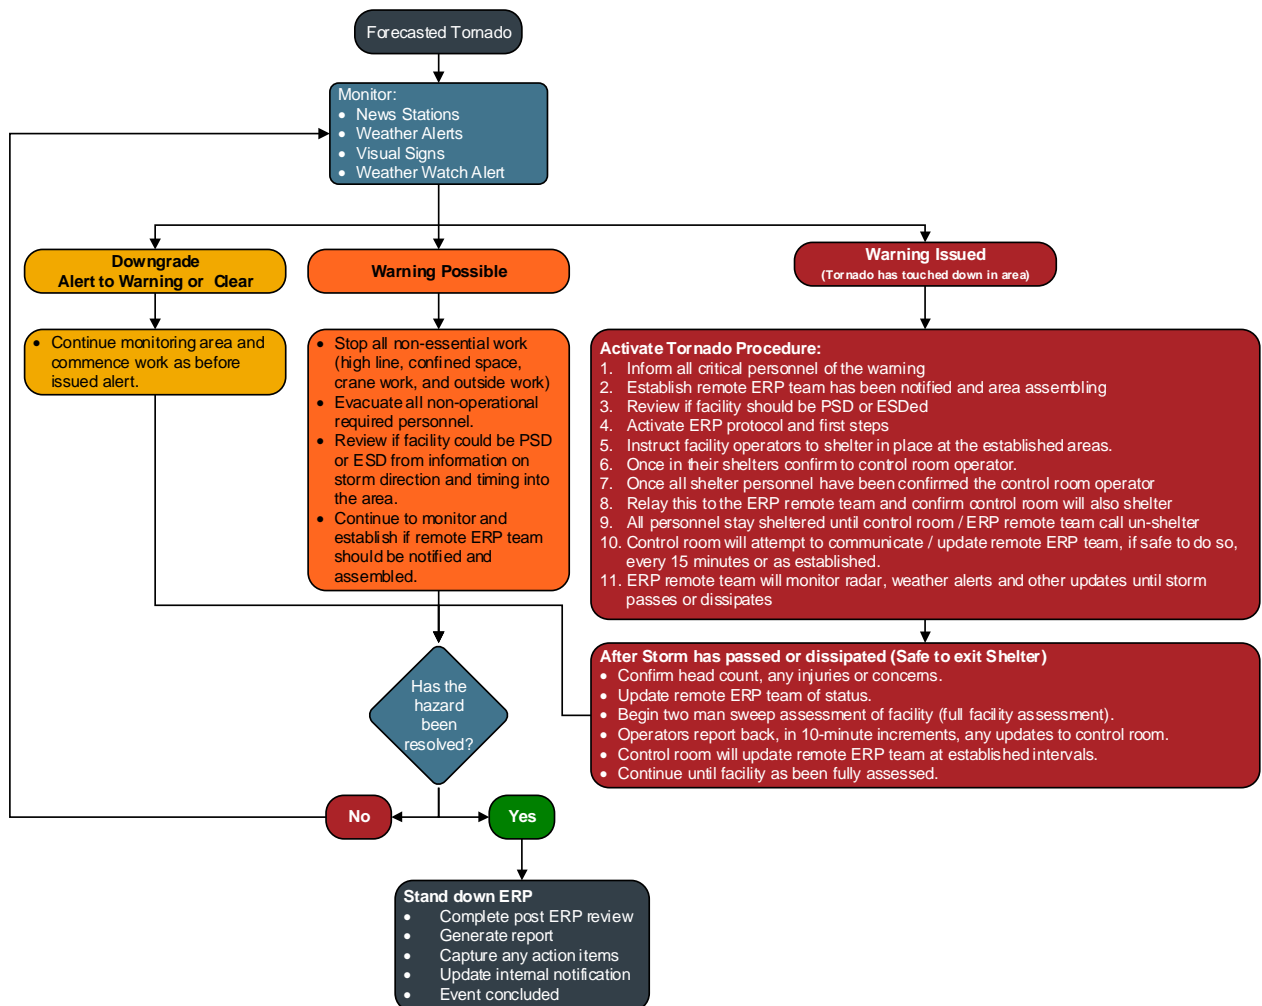 Forecasted Tornado
Monitor:
• News Stations
• Weather Alerts
• Visual Signs
• Weather Watch Alert
Downgrade
Alert to Warning or Clear
• Continue monitoring area and
commence work as before
issued alert.
Warning Possible
• Stop all non-essential work
(high line, confined space,
crane work, and outside work)
• Evacuate all non-operational
required personnel.
• Review if facility could be PSD
or ESD from information on
storm direction and timing into
the area.
• Continue to monitor and
establish if remote ERP team
should be notified and
assembled.
Warning Issued
(Tornado has touched down in area)
Activate Tornado Procedure:
1. Inform all critical personnel of the warning
2. Establish remote ERP team has been notified and area assembling
3. Review if facility should be PSD or ESDed
4. Activate ERP protocol and first steps
5. Instruct facility operators to shelter in place at the established areas.
6. Once in their shelters confirm to control room operator.
7. Once all shelter personnel have been confirmed the control room operator
8. Relay this to the ERP remote team and confirm control room will also shelter
9. All personnel stay sheltered until control room / ERP remote team call un-shelter
10. Control room will attempt to communicate / update remote ERP team, if safe to do so,
every 15 minutes or as established.
11. ERP remote team will monitor radar, weather alerts and other updates until storm
passes or dissipates
After Storm has passed or dissipated (Safe to exit Shelter)
• Confirm head count, any injuries or concerns.
• Update remote ERP team of status.
• Begin two man sweep assessment of facility (full facility assessment).
• Operators report back, in 10-minute increments, any updates to control room.
• Control room will update remote ERP team at established intervals.
• Continue until facility as been fully assessed.
Has the
hazard
been
resolved?
No
Yes
Stand down ERP
• Complete post ERP review
• Generate report
• Capture any action items
• Update internal notification
• Event concluded